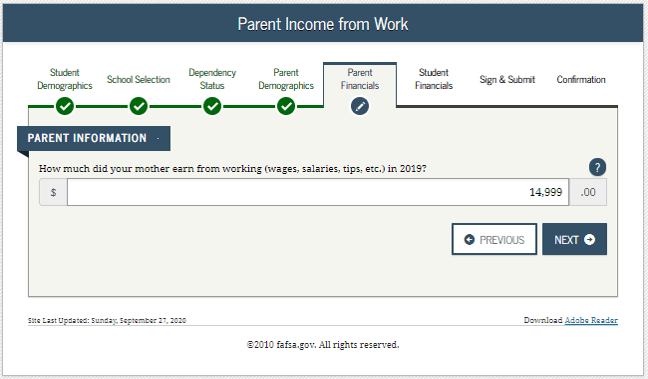 Parent Income from Work
Student Demographics
School Selection
Dependency Status
Parent Demographics
Parent Financials
Student Financials
Sign & Submit
Confirmation
PARENT INFORMATION
How much did your mother earn from working (wages, salaries, tips, etc.) in 2019?
?
$ 14,999 .00
PREVIOUS NEXT
Site Last Updated: Sunday, September 27, 2020 Download Adobe Reader
©2010 fafsa.gov. All rights reserved.